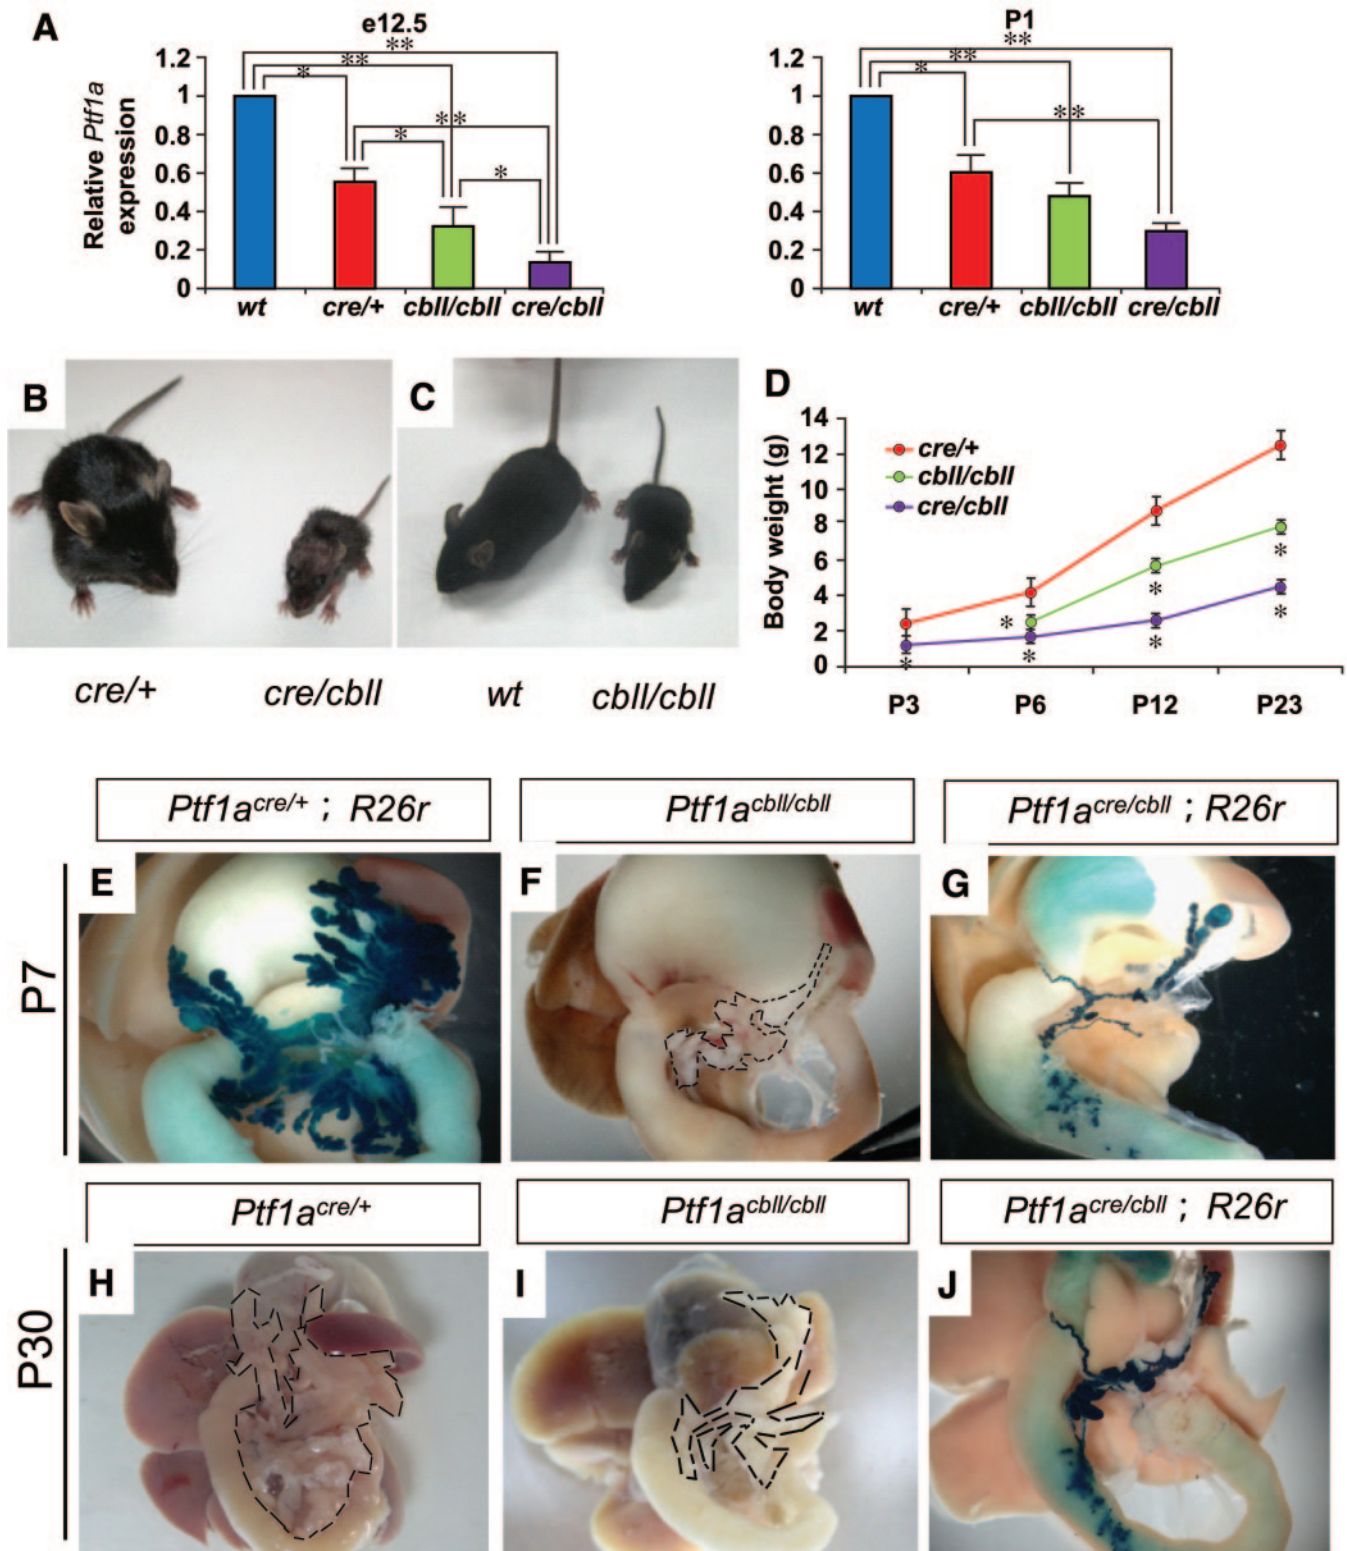 A
e12.5
P1
Relative Ptf1a
expression
1.2
1
0.8
0.6
0.4
0.2
0
**
**
*
**
*
*
wt
cre/+
cbll/cbll
cre/cbll
1.2
1
0.8
0.6
0.4
0.2
0
**
**
*
**
wt
cre/+
cbll/cbll
cre/cbll
B
cre/+
cre/cbll
C
wt
cbll/cbll
D
Body weight (g)
14
12
10
8
6
4
2
0
cre/+
cbll/cbll
cre/cbll
*
*
*
*
*
*
*
P3
P6
P12
P23
Ptf1acre/+ ; R26r
Ptf1acbll/cbll
Ptf1acre/cbll ; R26r
P7
E
F
G
Ptf1acre/+
Ptf1acbll/cbll
Ptf1acre/cbll ; R26r
P30
H
I
J